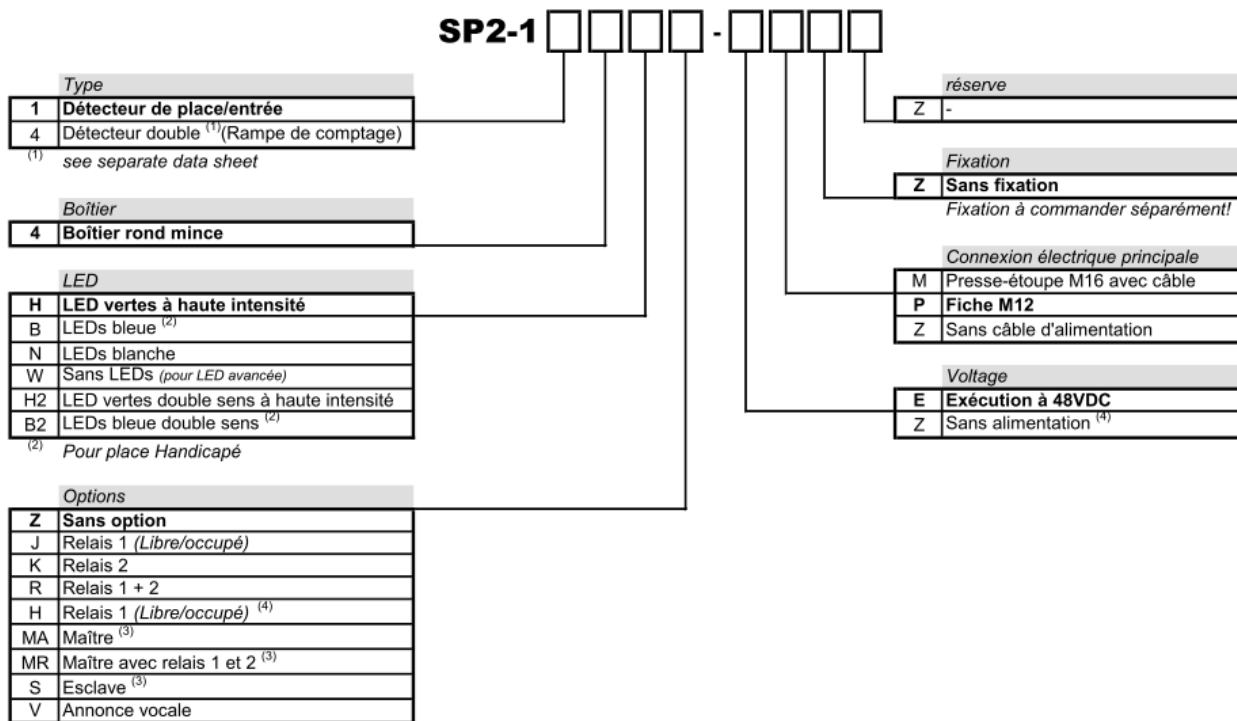 SP2-1 -
Type
1 Détecteur de place/entrée
4 Détecteur double (1)(Rampe de comptage)
(1) see separate data sheet
Boîtier
4 Boîtier rond mince
LED
H LED vertes à haute intensité
B LEDs bleue (2)
N LEDs blanche
W Sans LEDs (pour LED avancée)
H2 LED vertes double sens à haute intensité
B2 LEDs bleue double sens (2)
(2) Pour place Handicapé
Options
Z Sans option
J Relais 1 (Libre/occupé)
K Relais 2
R Relais 1 + 2
H Relais 1 (Libre/occupé) (4)
MA Maître (3)
MR Maître avec relais 1 et 2 (3)
S Esclave (3)
V Annonce vocale
réserve
Z -
Fixation
Z Sans fixation
Fixation à commander séparément!
Connexion électrique principale
M Presse-étoupe M16 avec câble
P Fiche M12
Z Sans câble d'alimentation
Voltage
E Exécution à 48VDC
Z Sans alimentation (4)